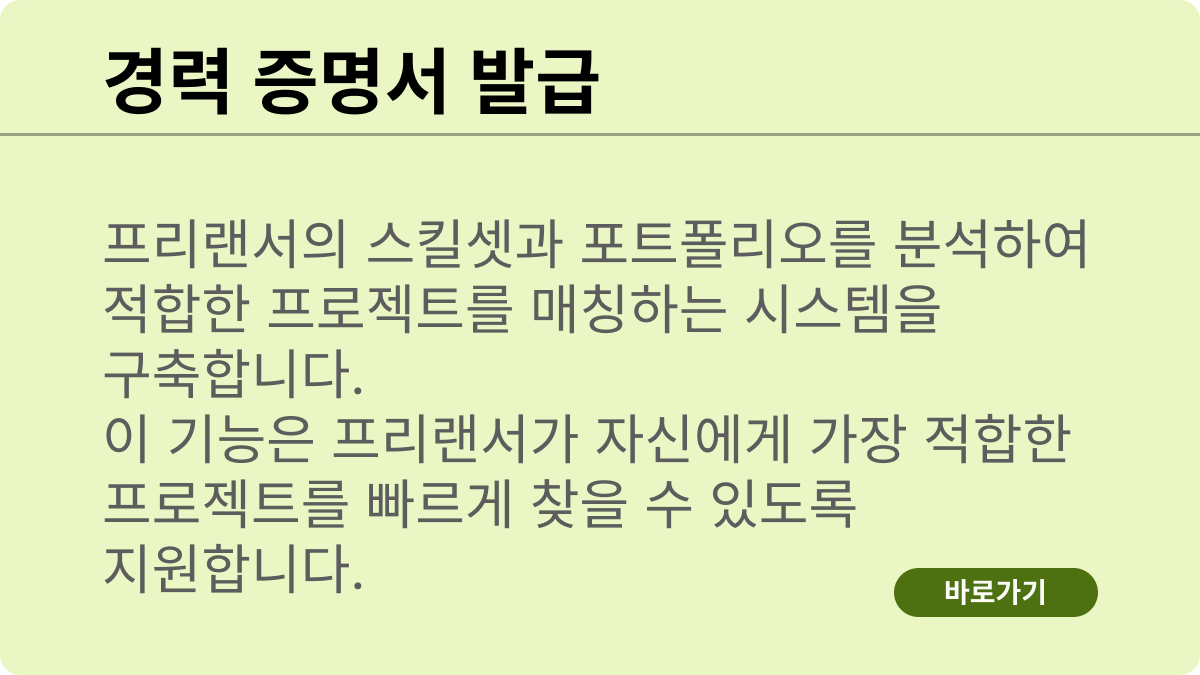 경력 증명서 발급
프리랜서의 스킬셋과 포트폴리오를 분석하여
적합한 프로젝트를 매칭하는 시스템을
구축합니다.
이 기능은 프리랜서가 자신에게 가장 적합한
프로젝트를 빠르게 찾을 수 있도록
지원합니다.
바로가기